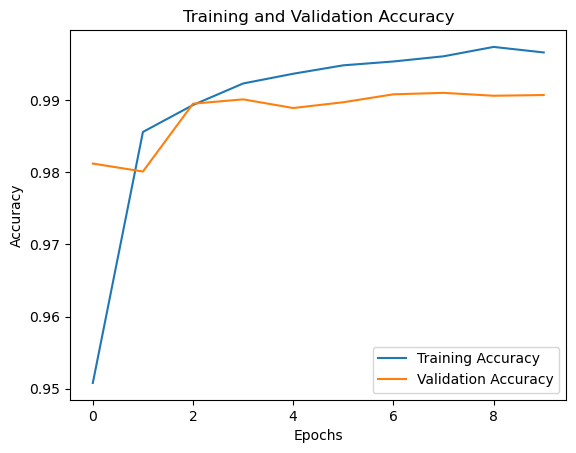 Training and Validation Accuracy
Accuracy
0.99
0.98
0.97
0.96
0.95
Training Accuracy
Validation Accuracy
0
2
4
6
8
Epochs